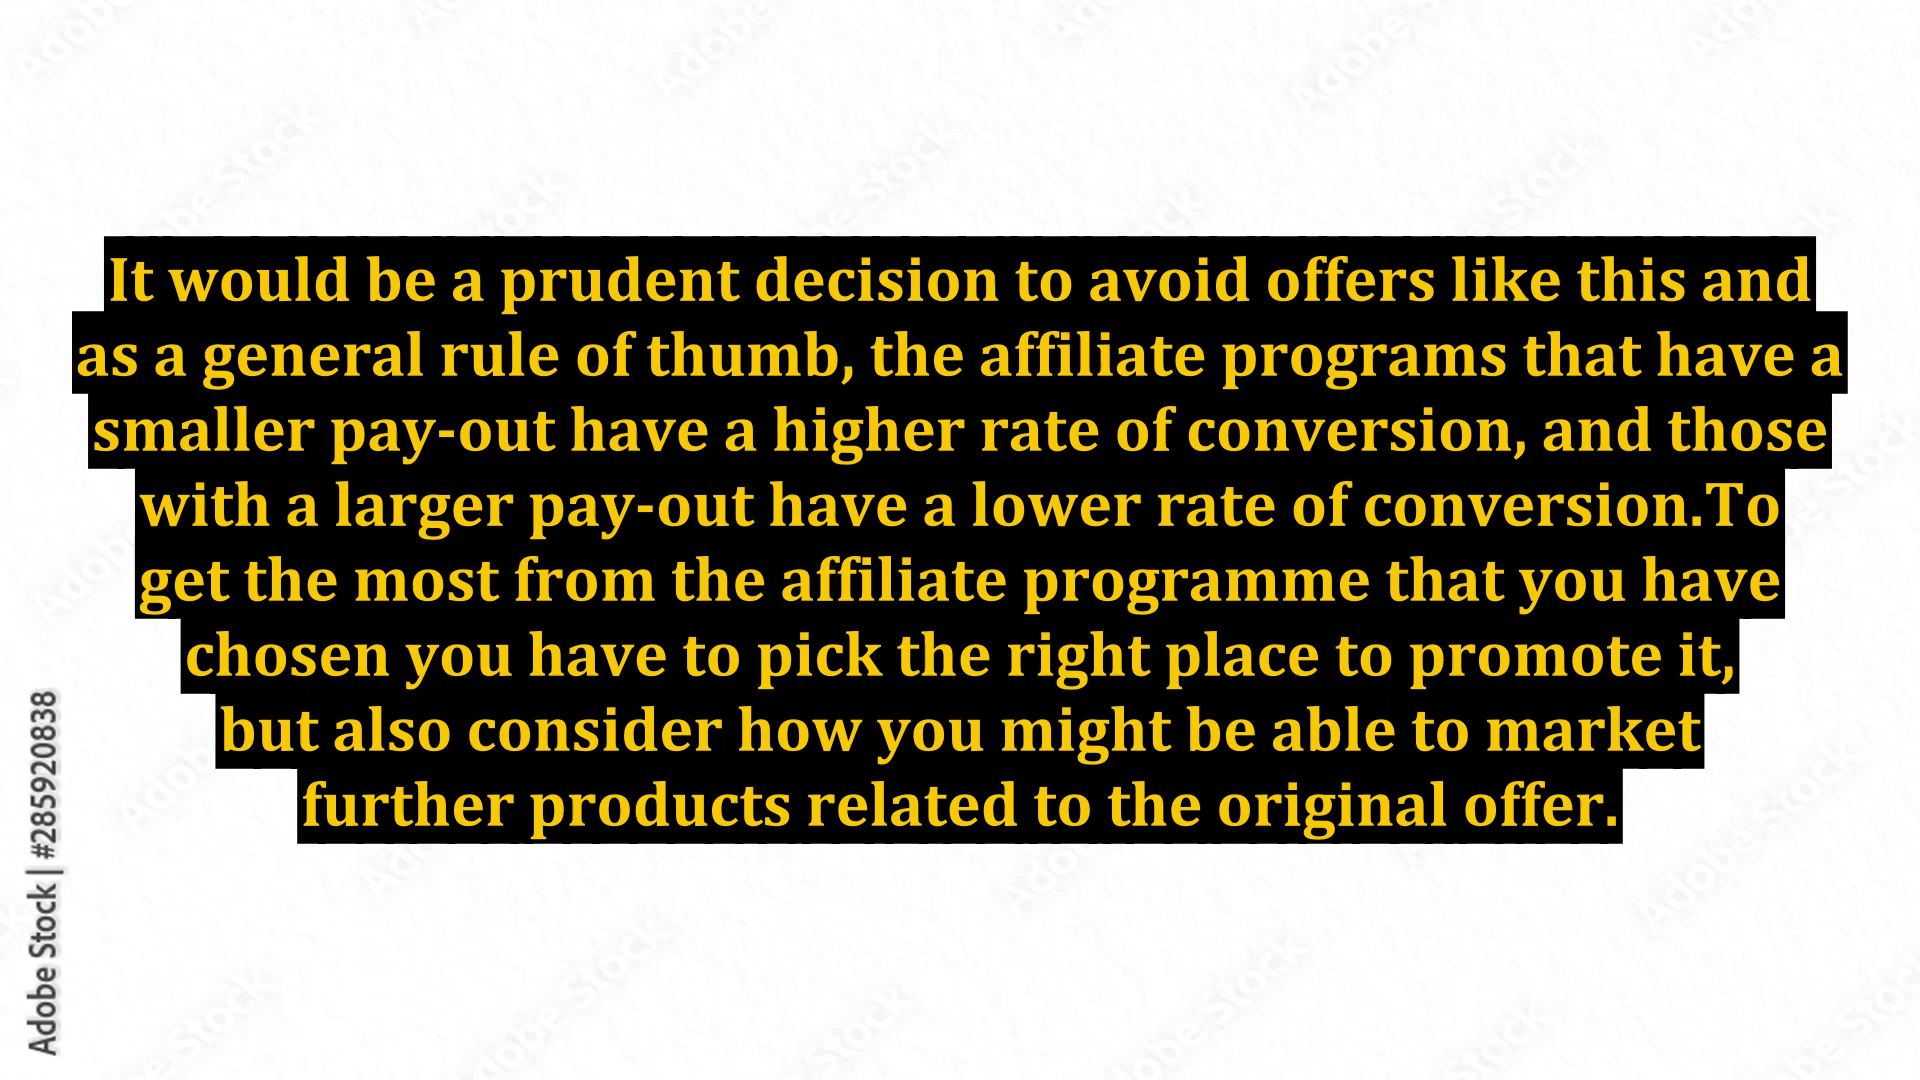 It would be a prudent decision to avoid offers like this and
as a general rule of thumb, the affiliate programs that have a
smaller pay-out have a higher rate of conversion, and those
with a larger pay-out have a lower rate of conversion.To
get the most from the affiliate programme that you have
chosen you have to pick the right place to promote it,
but also consider how you might be able to market
further products related to the original offer.
Adobe Stock | #285920838